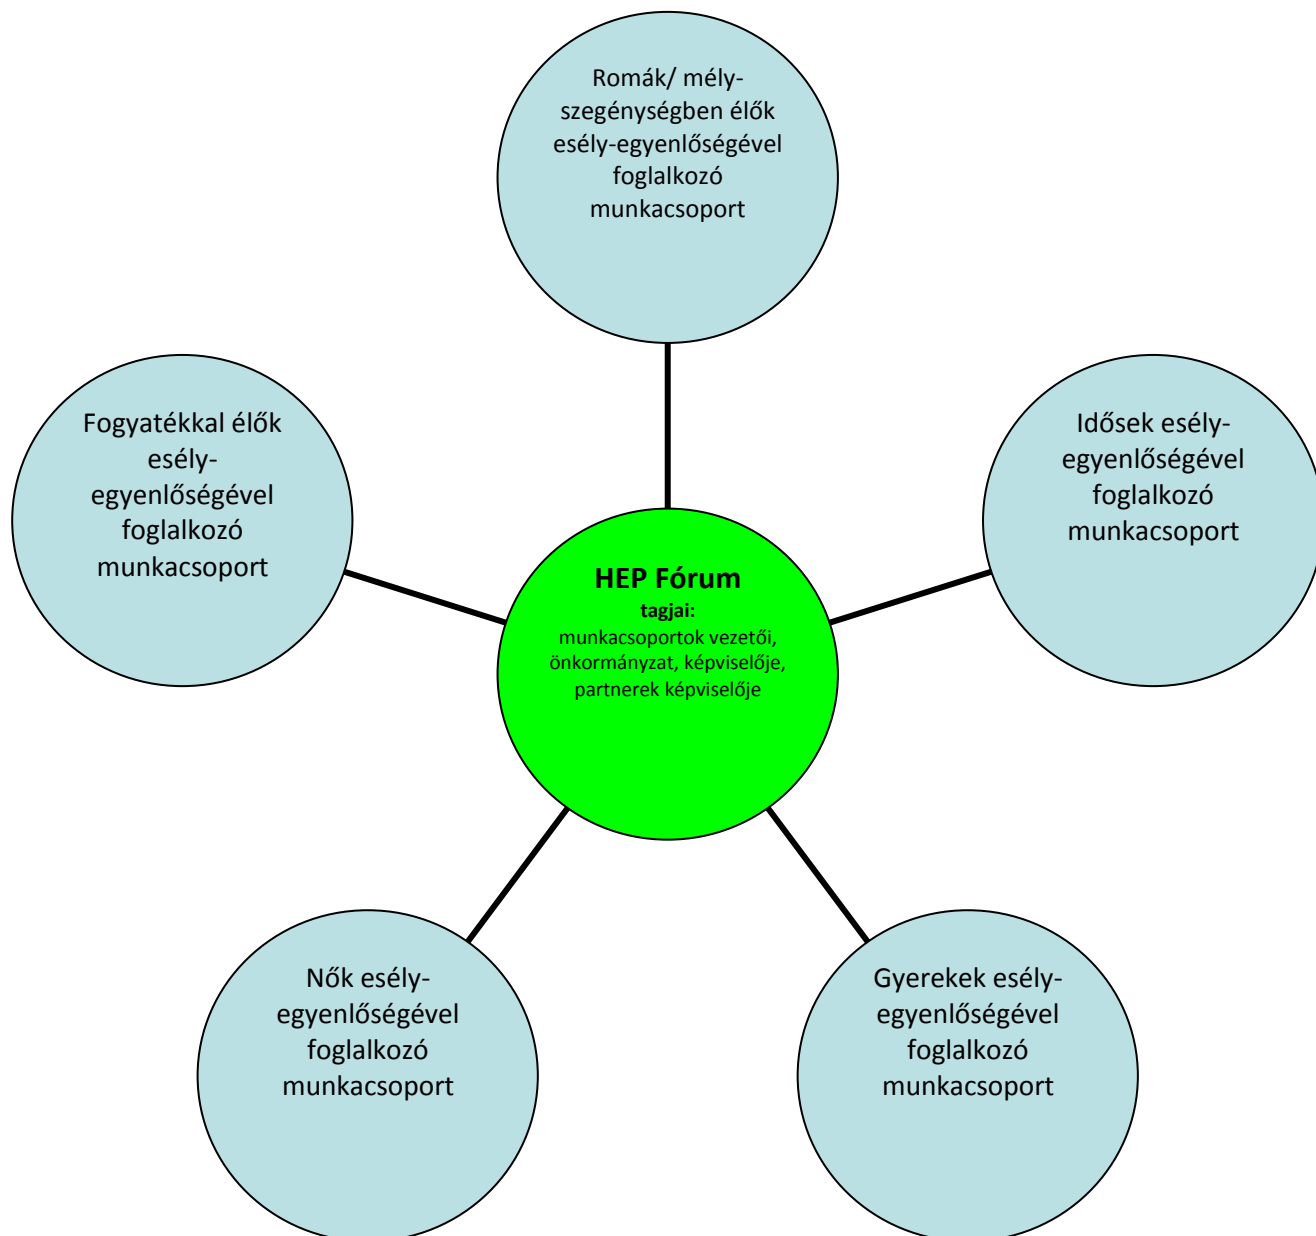 Romák/ mély-
szegénységben élők
esély-egyenlőségével
foglalkozó
munkacsoport
Fogyatékkal élők
esély-
egyenlőségével
foglalkozó
munkacsoport
Idősek esély-
egyenlőségével
foglalkozó
munkacsoport
HEP Fórum
tagjai:
munkacsoportok vezetői,
önkormányzat, képviselője,
partnerek képviselője
Nők esély-
egyenlőségével
foglalkozó
munkacsoport
Gyerekek esély-
egyenlőségével
foglalkozó
munkacsoport